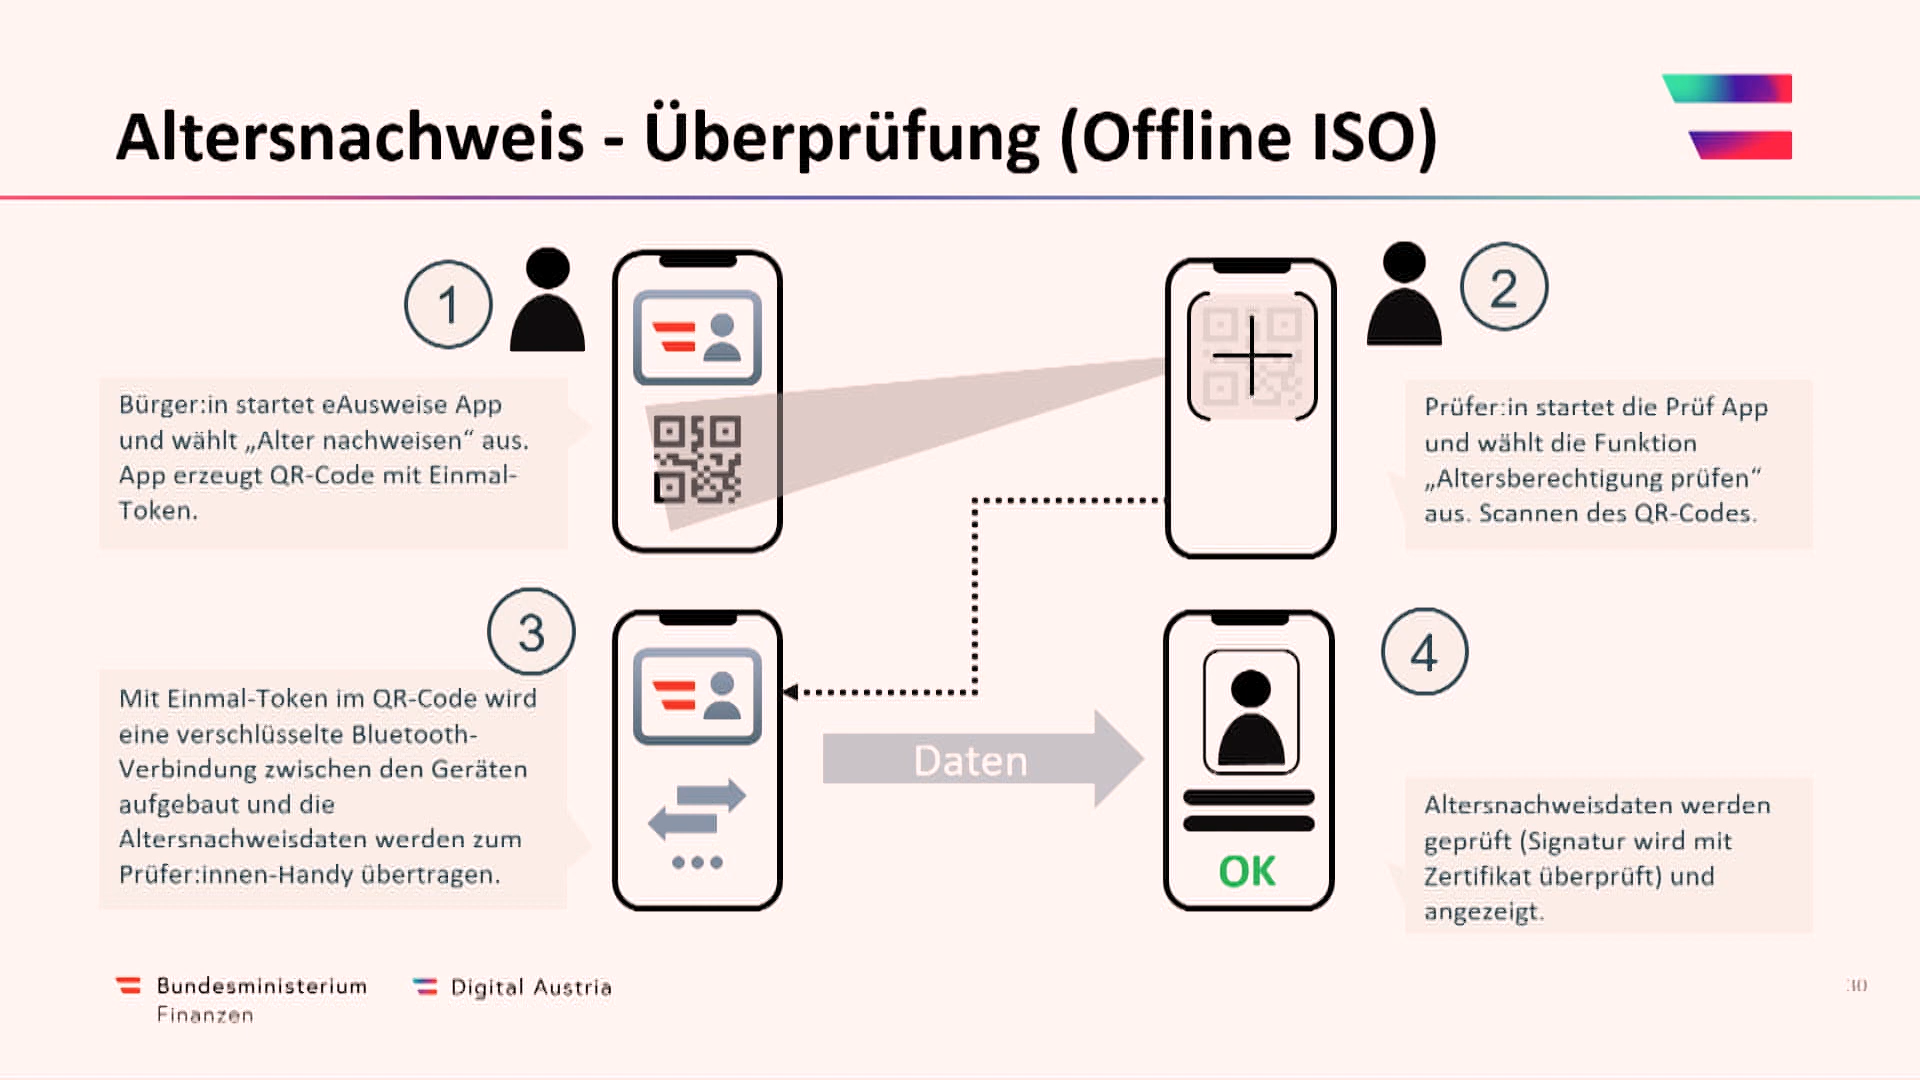 Altersnachweis - Überprüfung (Offline ISO)
1
Bürger:in startet eAusweise App
und wählt „Alter nachweisen“ aus.
App erzeugt QR-Code mit Einmal-
Token.
2
Prüfer:in startet die Prüf App
und wählt die Funktion
„Altersberechtigung prüfen“
aus. Scannen des QR-Codes.
3
Mit Einmal-Token im QR-Code wird
eine verschlüsselte Bluetooth-
Verbindung zwischen den Geräten
aufgebaut und die
Altersnachweisdaten werden zum
Prüfer:innen-Handy übertragen.
Daten
4
OK
Altersnachweisdaten werden
geprüft (Signatur wird mit
Zertifikat überprüft) und
angezeigt.
Bundesministerium
Finanzen
Digital Austria
30